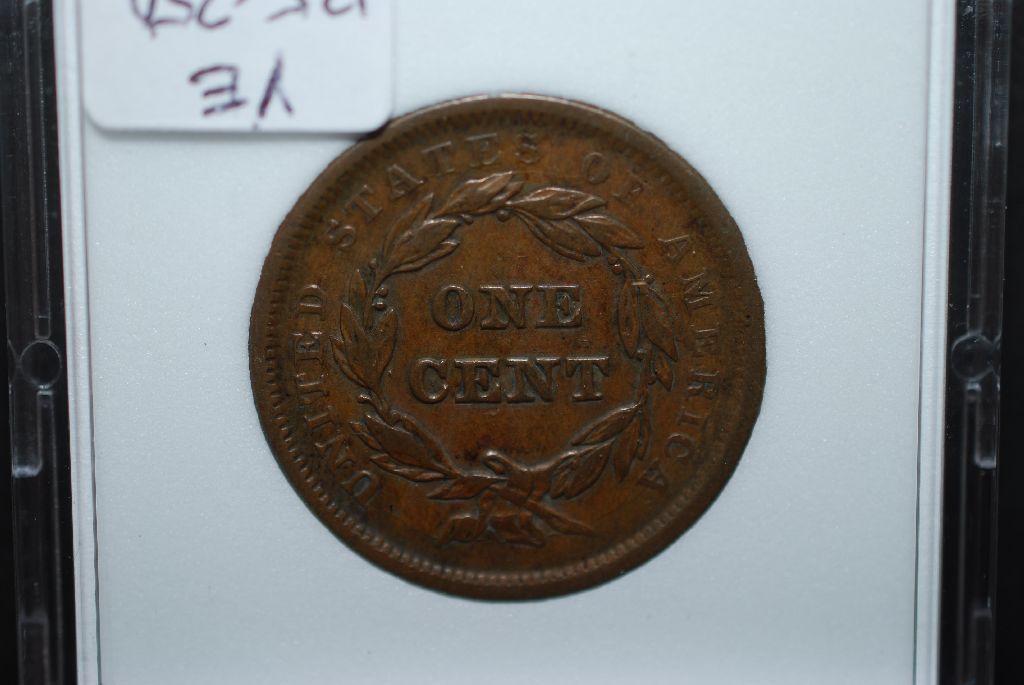 UNITED STATES OF AMERICA
ONE
CENT